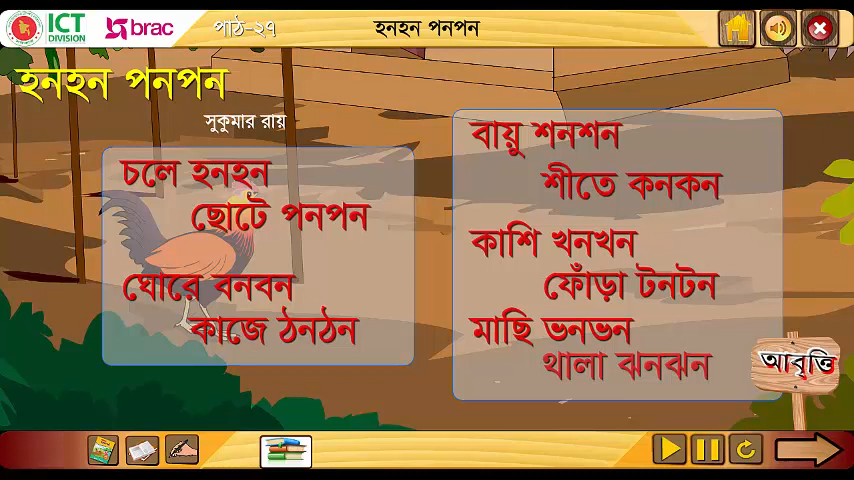 ICT
DIVISION
brac
পাঠ-২৭
হনহন পনপন
হনহন পনপন
সুকুমার রায়
চলে হনহন
ছোটে পনপন
ঘোরে বনবন
কাজে ঠনঠন
বায়ু শনশন
শীতে কনকন
কাশি খনখন
ফোঁড়া টনটন
মাছি ভনভন
থালা ঝনঝন
আবৃত্তি